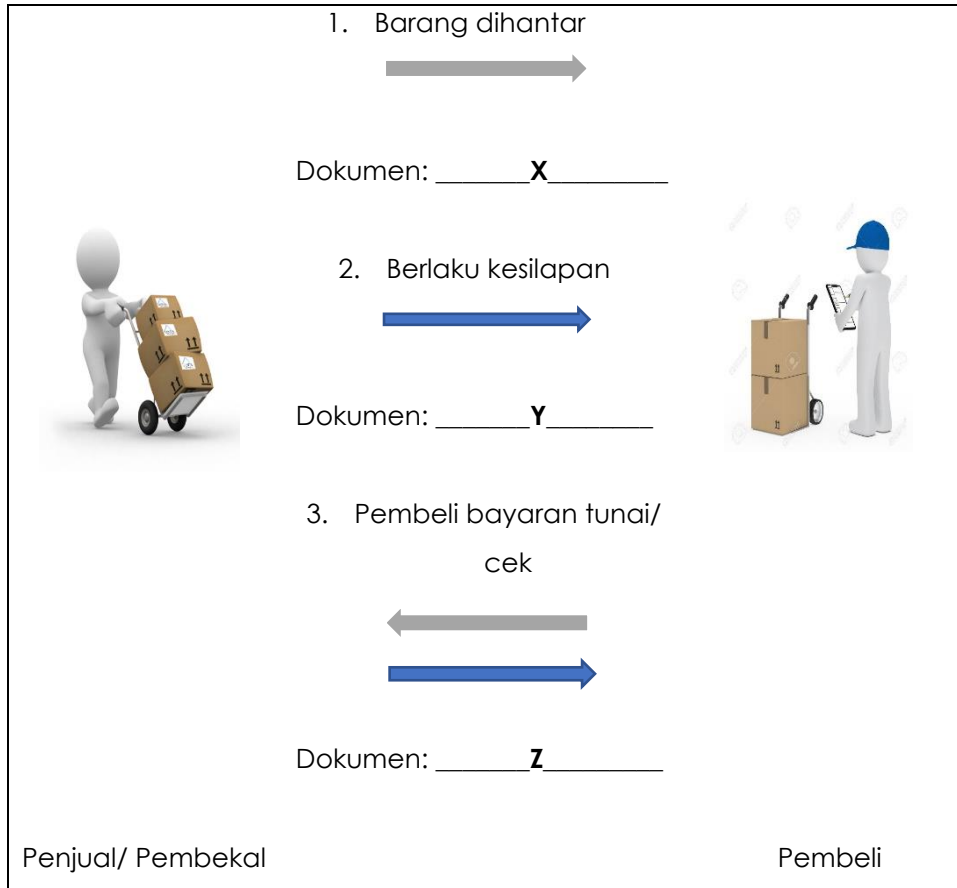 1. Barang dihantar
Dokumen: _______X_________
2. Berlaku kesilapan
Dokumen: _______Y________
3. Pembeli bayaran tunai/
cek
Dokumen: _______Z_________
Penjual/ Pembekal Pembeli